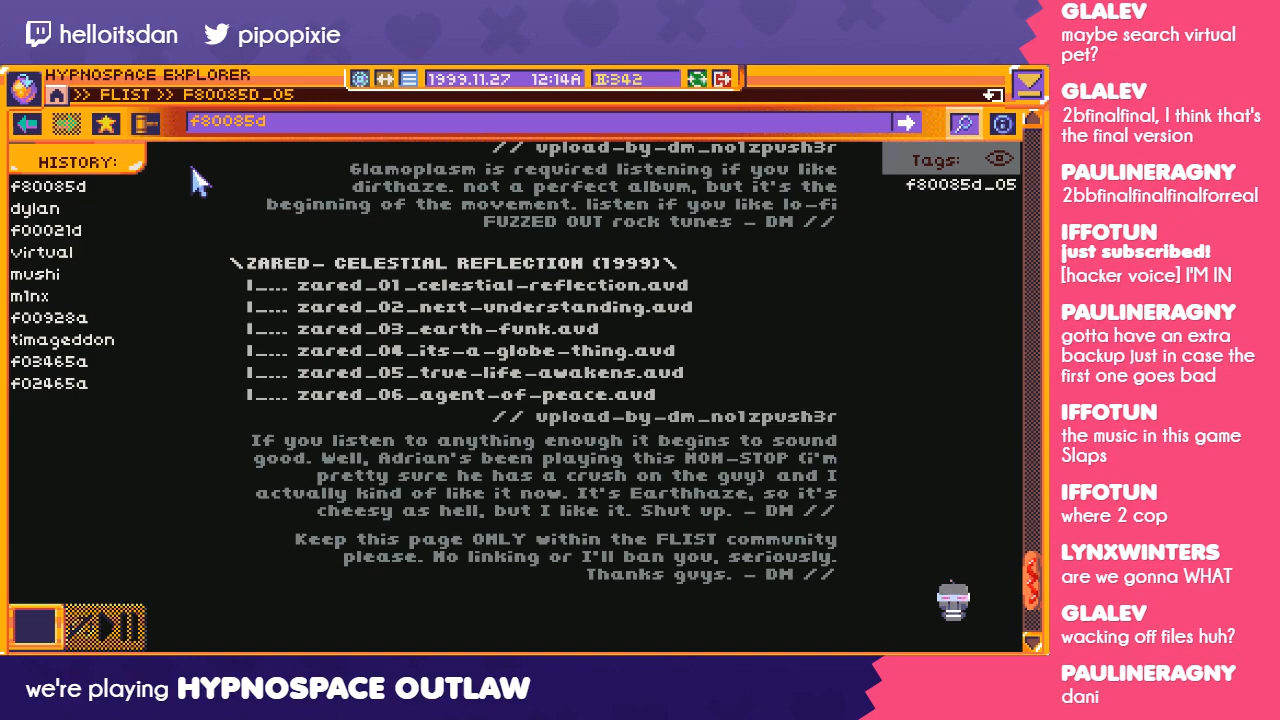 helloitsdan
pipopixie
HYPNOSPACE EXPLORER
1999.11.27 12:14A
342
>> FLIST >> F80085D_05
f80085d
HISTORY:
f80085d
dylan
f00021d
virtual
mushi
m1nx
f00928a
timageddon
f03465a
f02465a
// upload-by-dm_no1zpush3r
Glamoplasm is required listening if you like
dirthaze. not a perfect album, but it's the
beginning of the movement. listen if you like lo-fi
FUZZED OUT rock tunes - DM //
\ZARED- CELESTIAL REFLECTION (1999)\
|.... zared_01_celestial-reflection.avd
|.... zared_02_next-understanding.avd
|.... zared_03_earth-funk.avd
|.... zared_04_its-a-globe-thing.avd
|.... zared_05_true-life-awakens.avd
|.... zared_06_agent-of-peace.avd
// upload-by-dm_no1zpush3r
If you listen to anything enough it begins to sound
good. Well, Adrian's been playing this NON-STOP (i'm
pretty sure he has a crush on the guy) and I
actually kind of like it now. It's Earthhaze, so it's
cheesy as hell, but I like it. Shut up. - DM //
Keep this page ONLY within the FLIST community
please. No linking or I'll ban you, seriously.
Thanks guys. - DM //
Tags:
f80085d_05
GLALEV
maybe search virtual
pet?
GLALEV
2bfinalfinal, I think that's
the final version
PAULINERAGNY
2bbfinalfinalfinalforreal
IFFOTUN
just subscribed!
[hacker voice] I'M IN
PAULINERAGNY
gotta have an extra
backup just in case the
first one goes bad
IFFOTUN
the music in this game
Slaps
IFFOTUN
where 2 cop
LYNXWINTERS
are we gonna WHAT
GLALEV
wacking off files huh?
PAULINERAGNY
dani
we're playing HYPNOSPACE OUTLAW